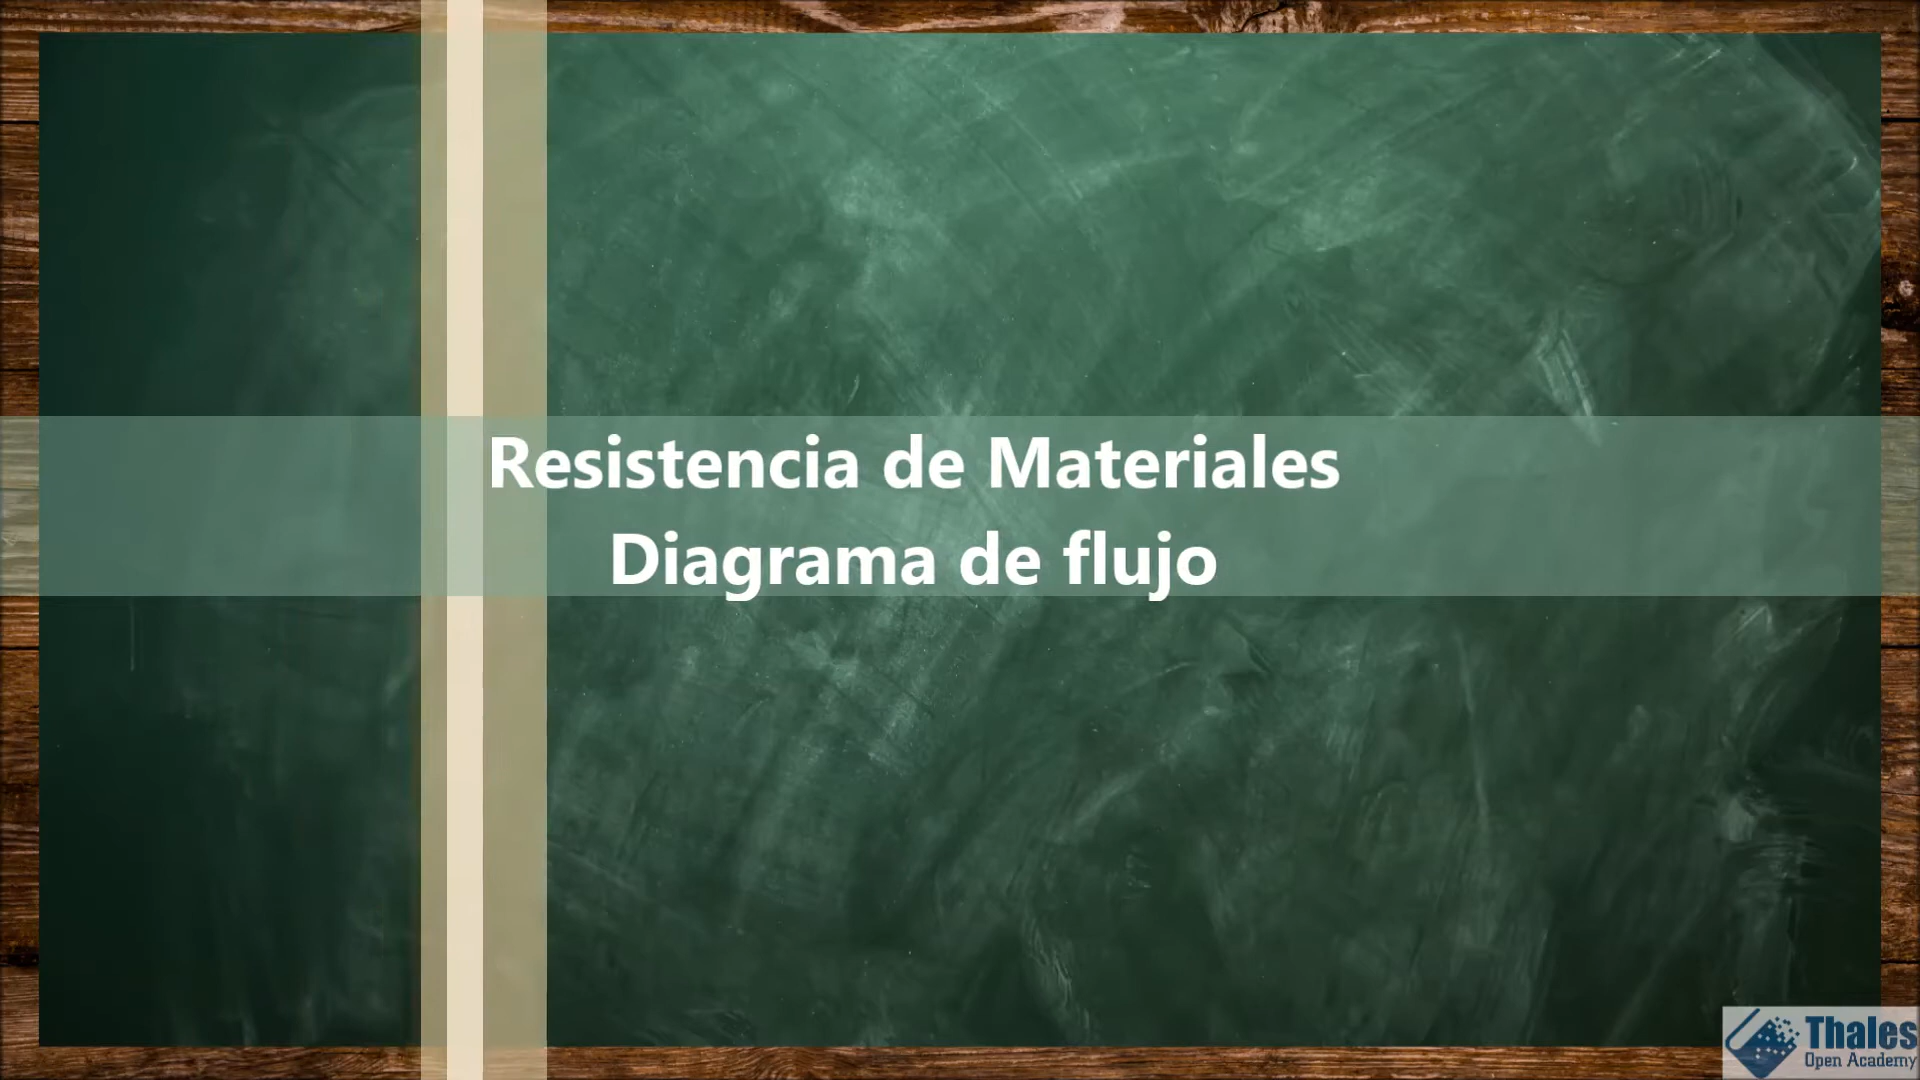 Resistencia de Materiales
Diagrama de flujo
Thales
Open Academy